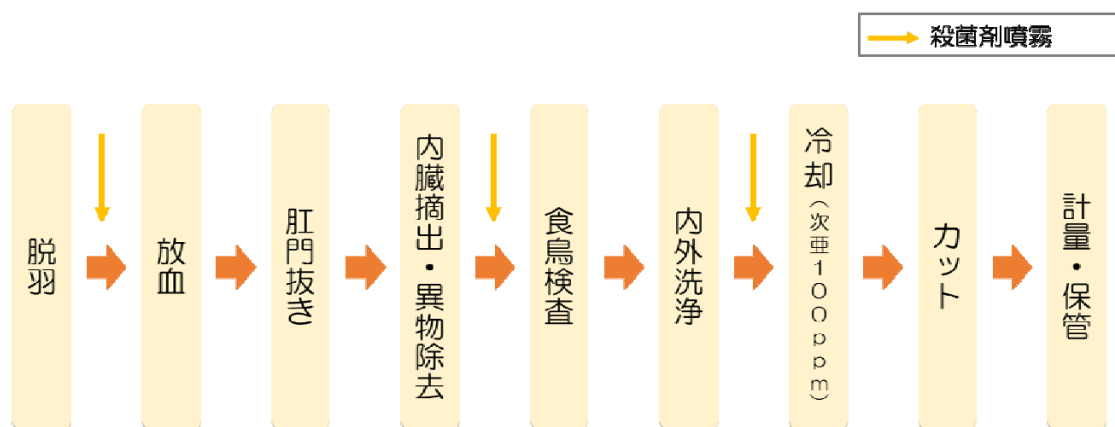 殺菌剤噴霧
脱羽
放血
肛門抜き
内臓摘出・異物除去
食鳥検査
内外洗浄
冷却（次亜１００ｐｐｍ）
カット
計量・保管